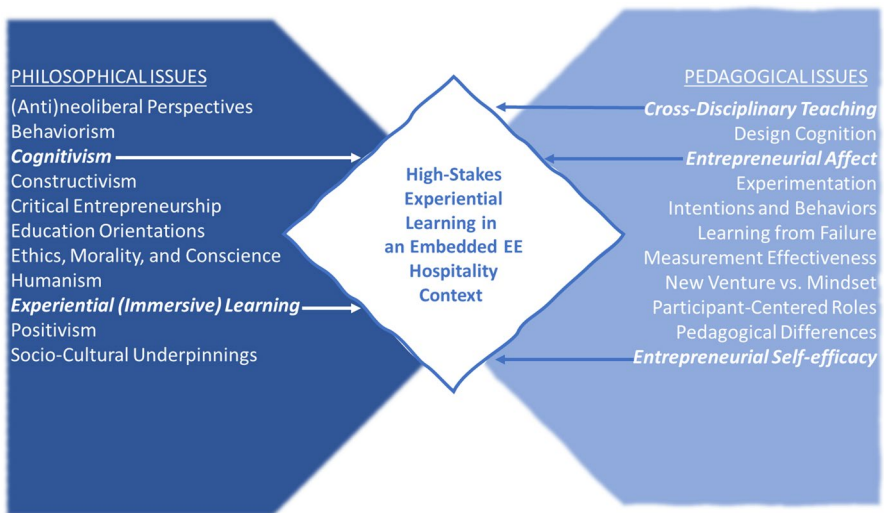 PHILOSOPHICAL ISSUES
(Anti)neoliberal Perspectives
Behaviorism
Cognitivism
Constructivism
Critical Entrepreneurship
Education Orientations
Ethics, Morality, and Conscience
Humanism
Experiential (Immersive) Learning
Positivism
Socio-Cultural Underpinnings
High-Stakes
Experiential
Learning in
an Embedded EE
Hospitality
Context
PEDAGOGICAL ISSUES
Cross-Disciplinary Teaching
Design Cognition
Entrepreneurial Affect
Experimentation
Intentions and Behaviors
Learning from Failure
Measurement Effectiveness
New Venture vs. Mindset
Participant-Centered Roles
Pedagogical Differences
Entrepreneurial Self-efficacy